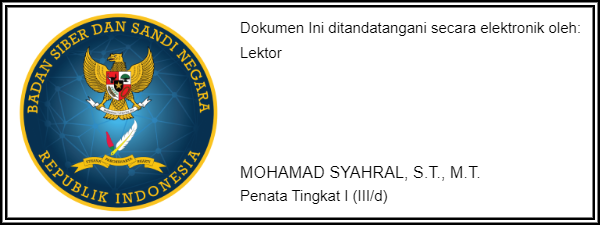 BADAN SIBER DAN SANDI NEGARA
REPUBLIK INDONESIA
Dokumen Ini ditandatangani secara elektronik oleh:
Lektor
MOHAMAD SYAHRAL, S.T., M.T.
Penata Tingkat I (III/d)